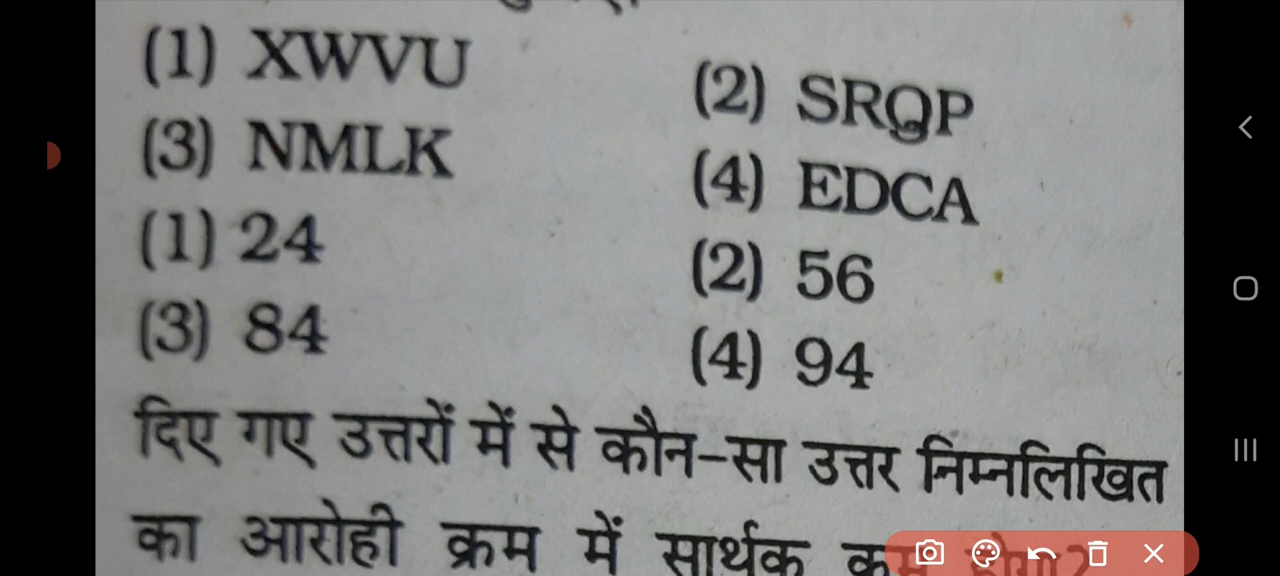 (1) XWVU (2) SRQP
(3) NMLK (4) EDCA
(1) 24 (2) 56
(3) 84 (4) 94
दिए गए उत्तरों में से कौन-सा उत्तर निम्नलिखित
का आरोही क्रम में सार्थक